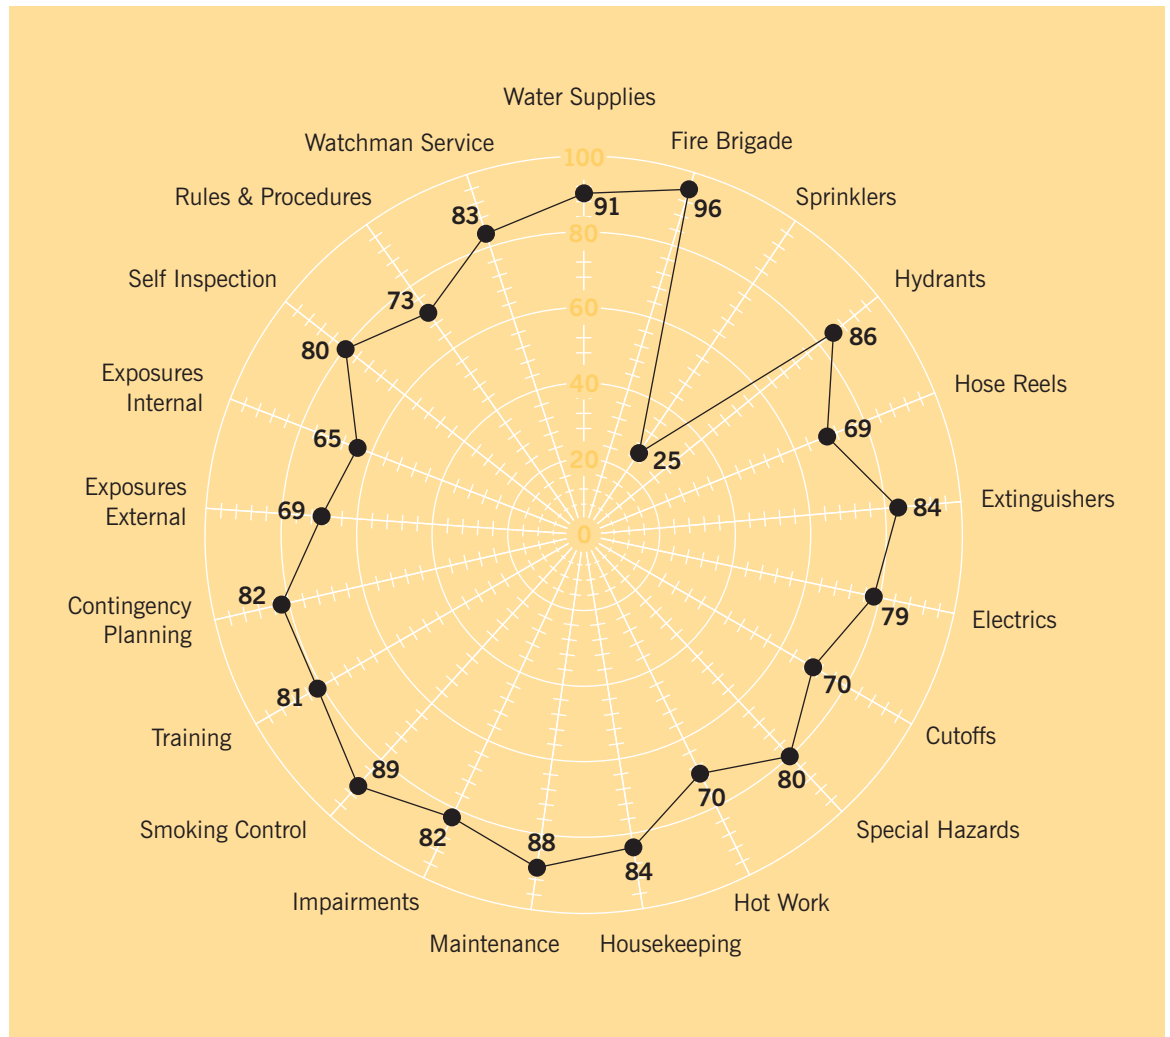 Water Supplies
Watchman Service
Fire Brigade
Rules & Procedures
Sprinklers
Self Inspection
Hydrants
Exposures
Internal
Hose Reels
Exposures
External
Extinguishers
Contingency
Planning
Electrics
Training
Cutoffs
Smoking Control
Special Hazards
Impairments
Hot Work
Maintenance
Housekeeping
100
80
60
40
20
0
91
96
25
86
69
84
79
70
80
70
84
88
82
89
81
82
69
65
80
73
83